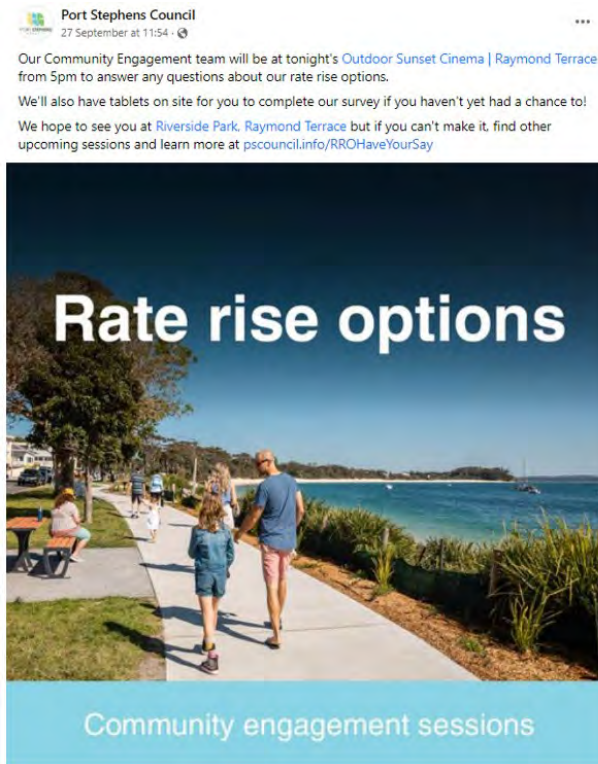 Port Stephens Council
27 September at 11:54 ·
Our Community Engagement team will be at tonight's Outdoor Sunset Cinema | Raymond Terrace
from 5pm to answer any questions about our rate rise options.
We'll also have tablets on site for you to complete our survey if you haven't yet had a chance to!
We hope to see you at Riverside Park, Raymond Terrace but if you can't make it, find other
upcoming sessions and learn more at pscouncil.info/RROHaveYourSay
Rate rise options
Community engagement sessions